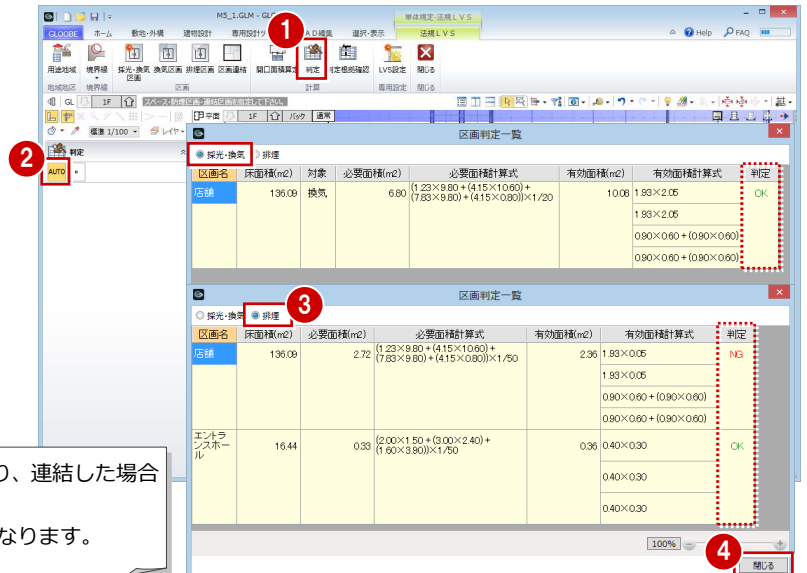 M5_1.GLM - GLOOBE
単体規定-法規ＬＶＳ
GLOOBE ホーム 敷地・外構 建物設計 専用設計ツール ＣＡＤ編集 選択・表示 法規ＬＶＳ Help FAQ
1
用途地域 境界線 採光・換気区画 換気区画 排煙区画 区画連結 開口面積算定 判定 判定根拠確認 LVS設定 閉じる
地域地区 境界線 区画 計算 専用設定 閉じる
GL 1F スペース・防煙区画・連結区画を指定して下さい。
平面 1F バック 通常
標準 1/100 レイヤ
2
判定
AUTO
区画判定一覧
採光・換気 排煙
区画名 床面積(m2) 対象 必要面積(m2) 必要面積計算式 有効面積(m2) 有効面積計算式 判定
店舗 136.09 換気 6.80 (1.23×9.80+(4.15×10.60)+(7.83×9.80)+(4.15×0.80))×1/20 10.08 1.93×2.05 OK
1.93×2.05
0.90×0.60+(0.90×0.60)
0.90×0.60+(0.90×0.60)
区画判定一覧
3
採光・換気 排煙
区画名 床面積(m2) 必要面積(m2) 必要面積計算式 有効面積(m2) 有効面積計算式 判定
店舗 136.09 2.72 (1.23×9.80+(4.15×10.60)+(7.83×9.80)+(4.15×0.80))×1/50 2.36 1.93×0.05 NG
1.93×0.05
0.90×0.60+(0.90×0.60)
0.90×0.60+(0.90×0.60)
エントランスホール 16.44 0.33 (2.00×1.50+(3.00×2.40)+(1.60×3.90))×1/50 0.36 0.40×0.30 OK
0.40×0.30
0.40×0.30
り、連結した場合
なります。
100%
4
閉じる